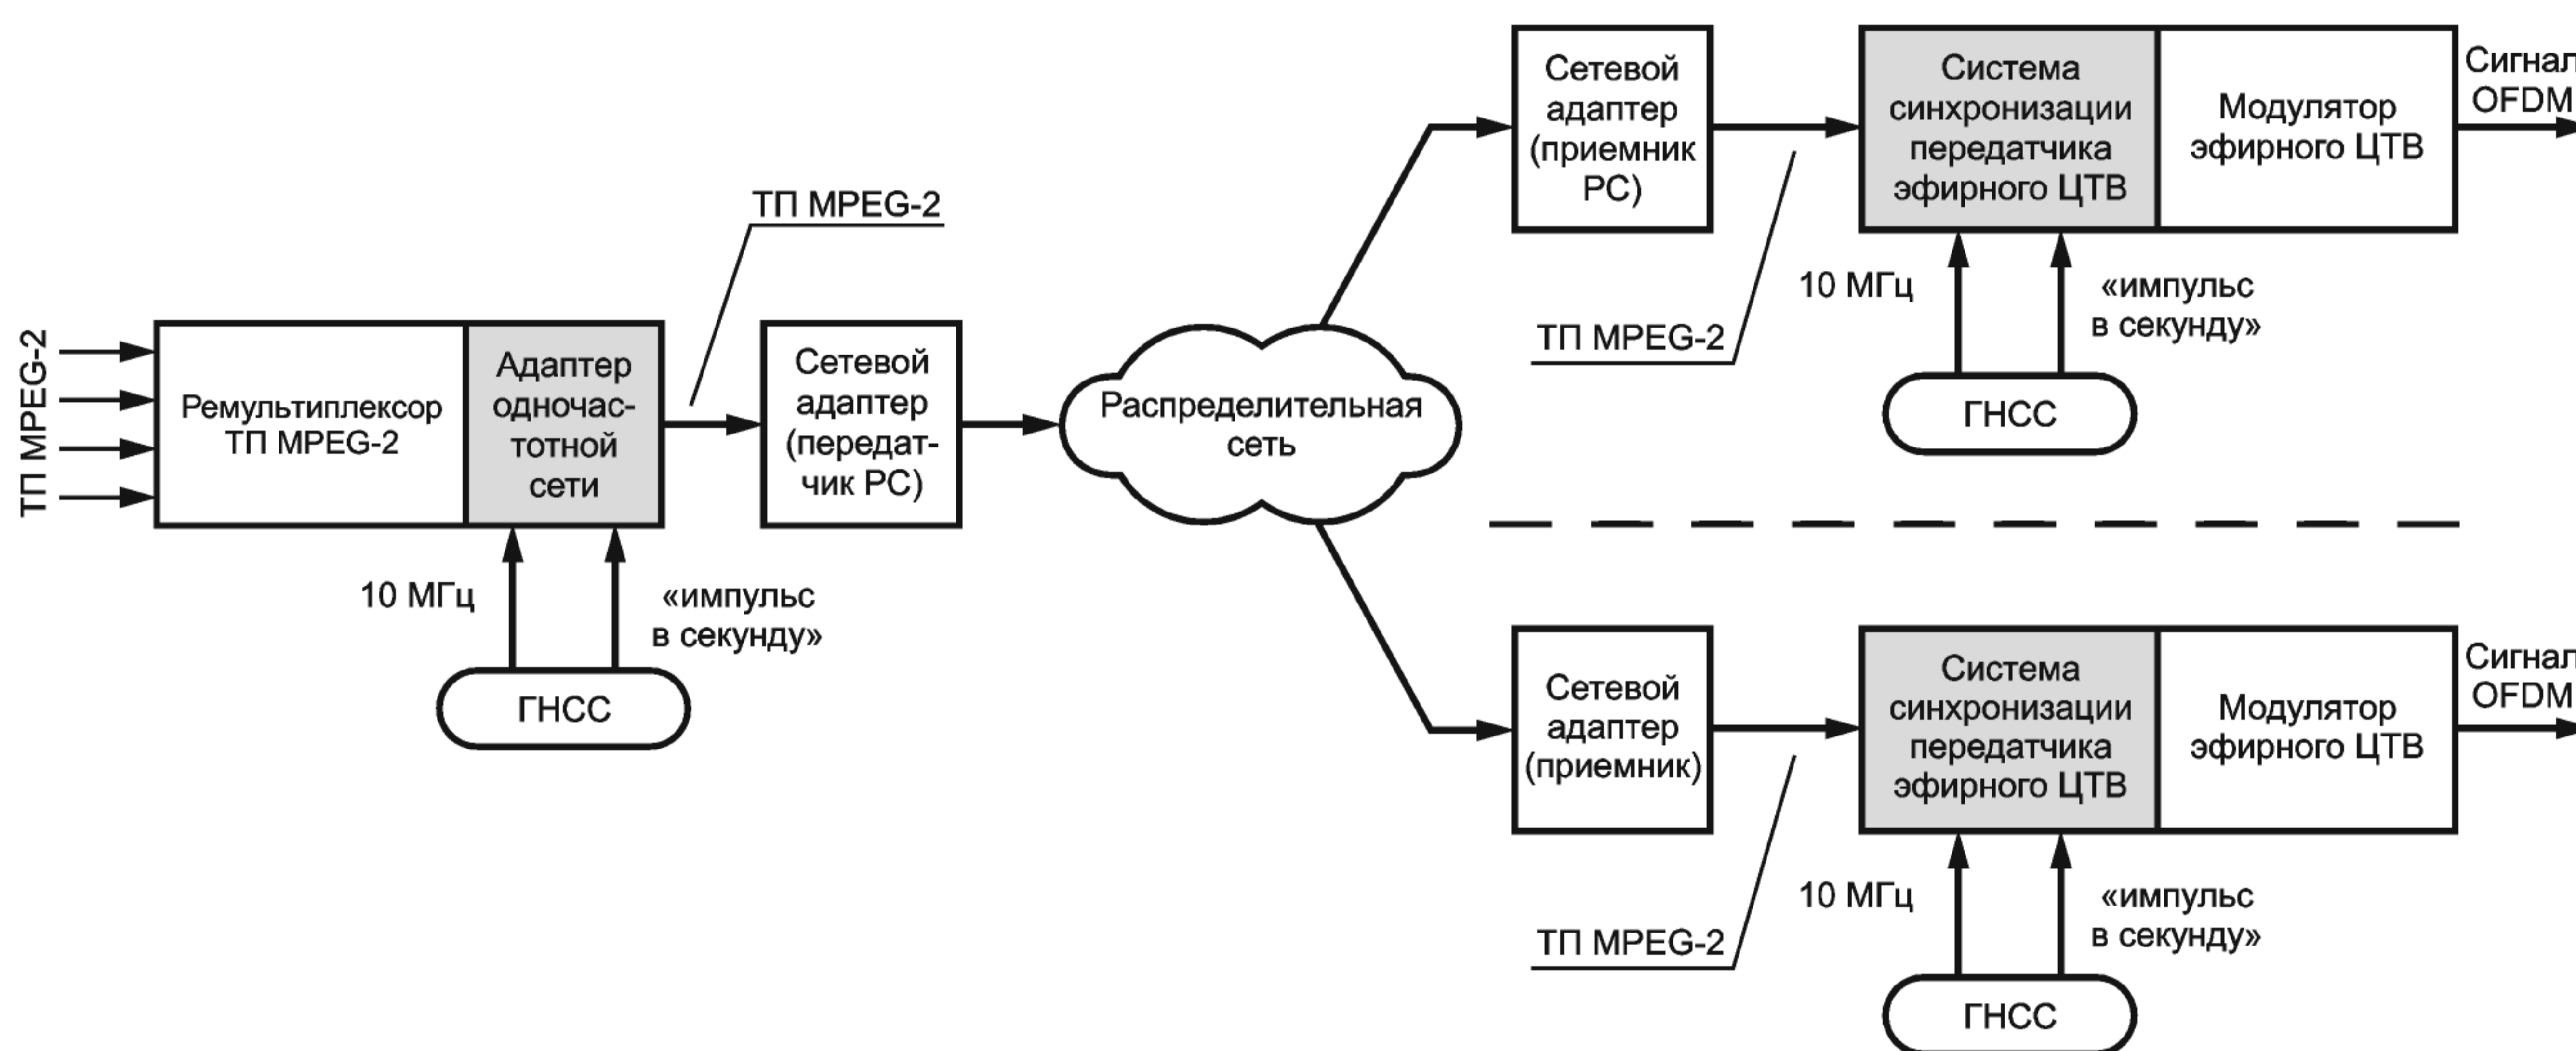 ТП MPEG-2
Ремультиплексор
ТП MPEG-2
Адаптер
одночас-
тотной
сети
10 МГц
«импульс
в секунду»
ГНСС
ТП MPEG-2
Сетевой
адаптер
(передат-
чик РС)
Распределительная
сеть
Сетевой
адаптер
(приемник
РС)
ТП MPEG-2
Система
синхронизации
передатчика
эфирного ЦТВ
Модулятор
эфирного ЦТВ
Сигнал
OFDM
10 МГц
«импульс
в секунду»
ГНСС
Сетевой
адаптер
(приемник)
ТП MPEG-2
Система
синхронизации
передатчика
эфирного ЦТВ
Модулятор
эфирного ЦТВ
Сигнал
OFDM
10 МГц
«импульс
в секунду»
ГНСС